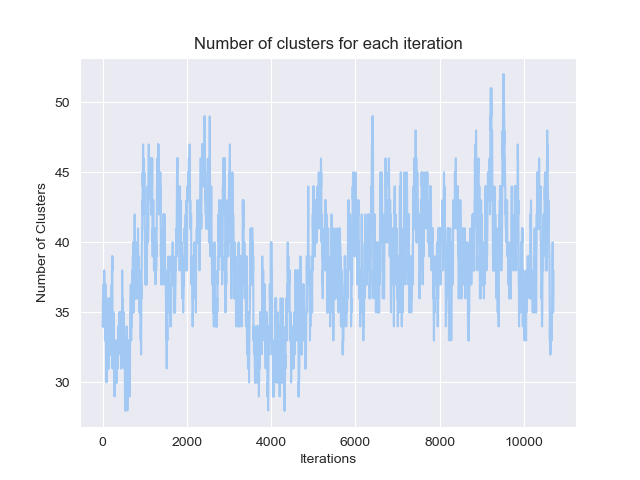 Number of clusters for each iteration
50
45
40
35
30
Number of Clusters
0 2000 4000 6000 8000 10000
Iterations